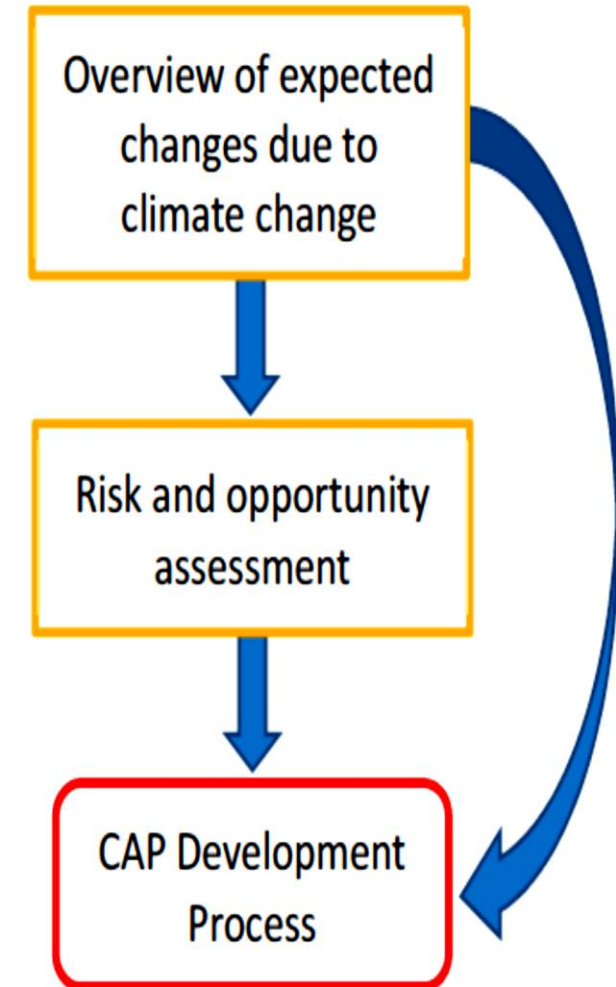 Overview of expected
changes due to
climate change
Risk and opportunity
assessment
CAP Development
Process